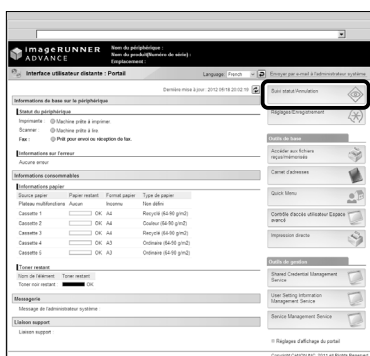 imageRUNNER
ADVANCE
Nom du périphérique :
Nom du produit(Numéro de série) :
Emplacement :
Interface utilisateur distante : Portail
Language: French
Envoyer par e-mail à l'administrateur système
Dernière mise à jour : 2012 05/18 20:02:19
Informations de base sur le périphérique
Statut du périphérique
Imprimante : Machine prête à imprimer
Scanner : Machine prête à lire
Fax : Prêt pour envoi ou réception de fax.
Informations sur l'erreur
Aucune erreur
Informations consommables
Informations papier
Source papier Papier restant Format papier Type de papier
Plateau multifonctions Aucun Inconnu Non défini
Cassette 1 OK A4 Recyclé (64-90 g/m2)
Cassette 2 OK A4 Couleur (64-90 g/m2)
Cassette 3 OK A4 Recyclé (64-90 g/m2)
Cassette 4 OK A3 Ordinaire (64-90 g/m2)
Cassette 5 OK A3 Ordinaire (64-90 g/m2)
Toner restant
Nom de l'élément Toner restant
Toner noir restant OK
Messagerie
Message de l'administrateur système :
Liaison support
Liaison support :
Suivi statut/Annulation
Réglages/Enregistrement
Outils de base
Accéder aux fichiers reçus/mémorisés
Carnet d'adresses
Quick Menu
Contrôle d'accès utilisateur Espace avancé
Impression directe
Outils de gestion
Shared Credential Management Service
User Setting Information Management Service
Service Management Service
Réglages d'affichage du portail